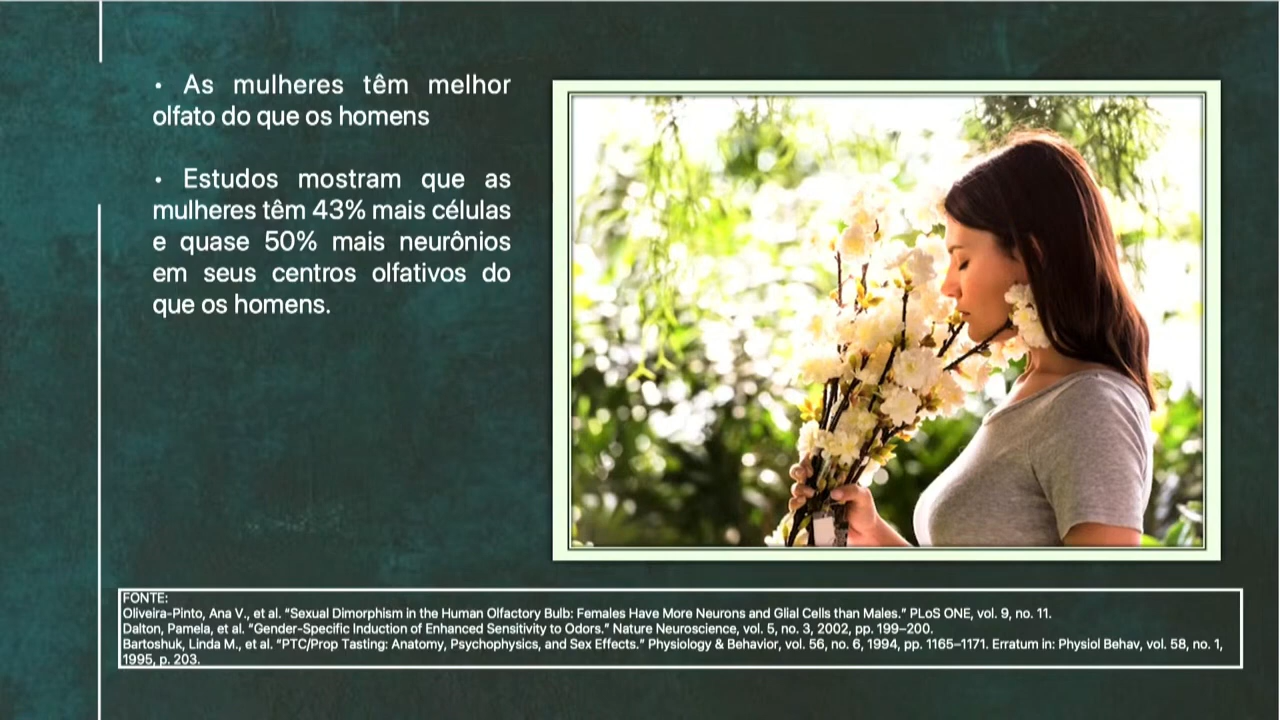 • As mulheres têm melhor
olfato do que os homens
• Estudos mostram que as
mulheres têm 43% mais células
e quase 50% mais neurônios
em seus centros olfativos do
que os homens.
FONTE:
Oliveira-Pinto, Ana V., et al. “Sexual Dimorphism in the Human Olfactory Bulb: Females Have More Neurons and Glial Cells than Males.” PLoS ONE, vol. 9, no. 11.
Dalton, Pamela, et al. “Gender-Specific Induction of Enhanced Sensitivity to Odors.” Nature Neuroscience, vol. 5, no. 3, 2002, pp. 199–200.
Bartoshuk, Linda M., et al. “PTC/Prop Tasting: Anatomy, Psychophysics, and Sex Effects.” Physiology & Behavior, vol. 56, no. 6, 1994, pp. 1165–1171. Erratum in: Physiol Behav, vol. 58, no. 1,
1995, p. 203.